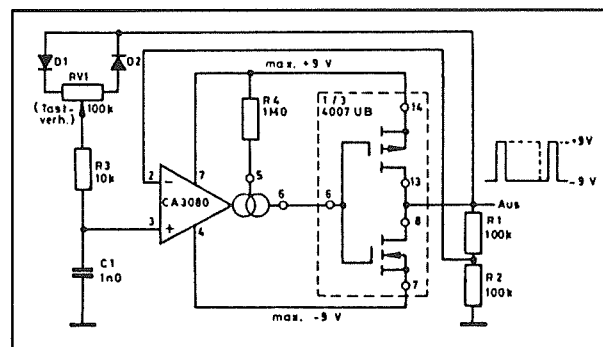 max. +9 V
D1
D2
RV1
100k
(Tast-
verh.)
R4
1M0
1/3
4007 UB
14
R3
10k
2
7
5
CA3080
6
6
13
+9V
-9 V
3
4
8
Aus
R1
100k
C1
1n0
7
R2
100k
max. -9 V